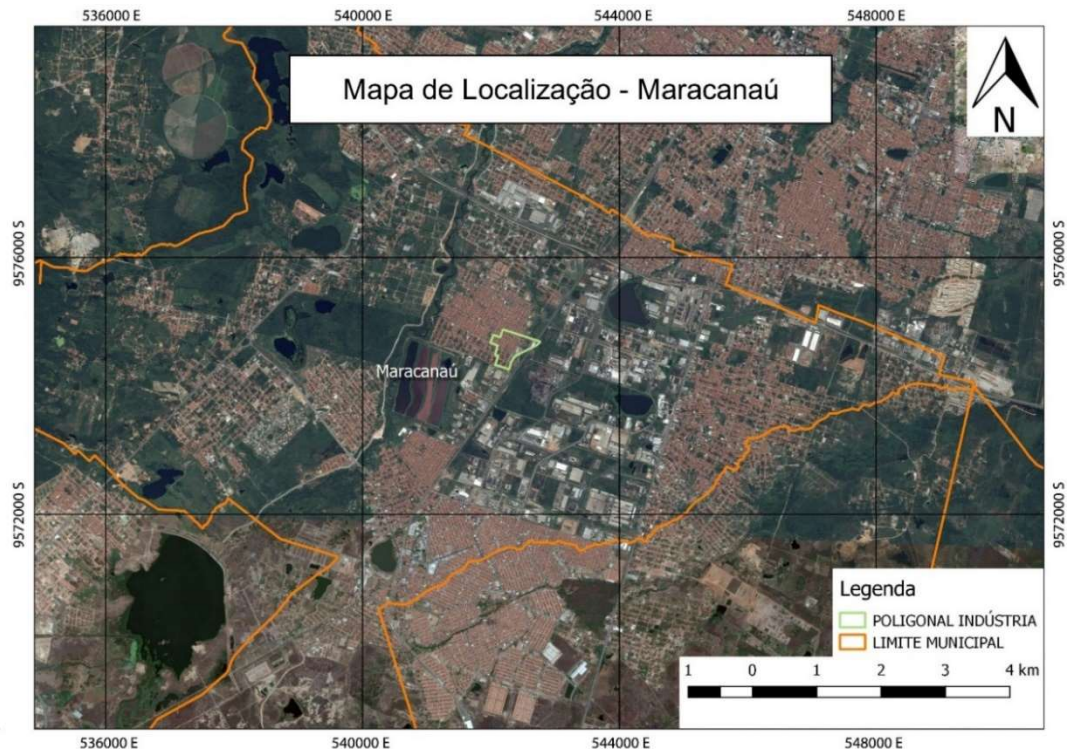 536000 E
540000 E
544000 E
548000 E
Mapa de Localização - Maracanaú
N
9576000 S
9576000 S
Maracanaú
9572000 S
9572000 S
Legenda
POLIGONAL INDÚSTRIA
LIMITE MUNICIPAL
1 0 1 2 3 4 km
536000 E
540000 E
544000 E
548000 E